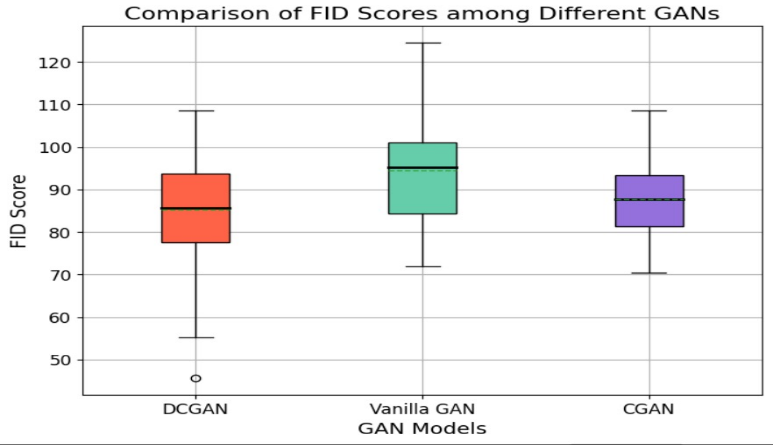 Comparison of FID Scores among Different GANs
FID Score
120
110
100
90
80
70
60
50
DCGAN Vanilla GAN CGAN
GAN Models